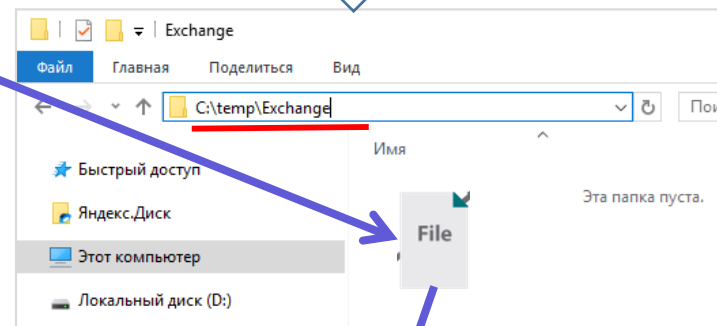 Exchange
Файл Главная Поделиться Вид
C:\temp\Exchange
Имя
Быстрый доступ
Эта папка пуста.
Яндекс.Диск
File
Этот компьютер
Локальный диск (D:)